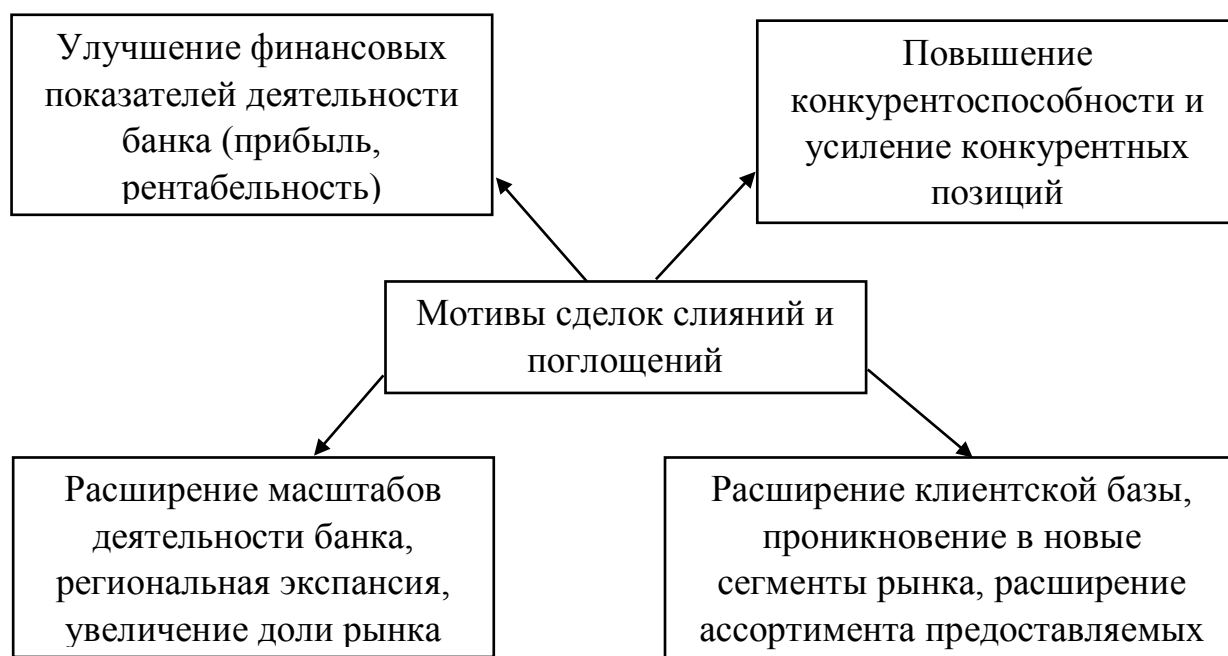 Улучшение финансовых
показателей деятельности
банка (прибыль,
рентабельность)
Повышение
конкурентоспособности и
усиление конкурентных
позиций
Мотивы сделок слияний и
поглощений
Расширение масштабов
деятельности банка,
региональная экспансия,
увеличение доли рынка
Расширение клиентской базы,
проникновение в новые
сегменты рынка, расширение
ассортимента предоставляемых